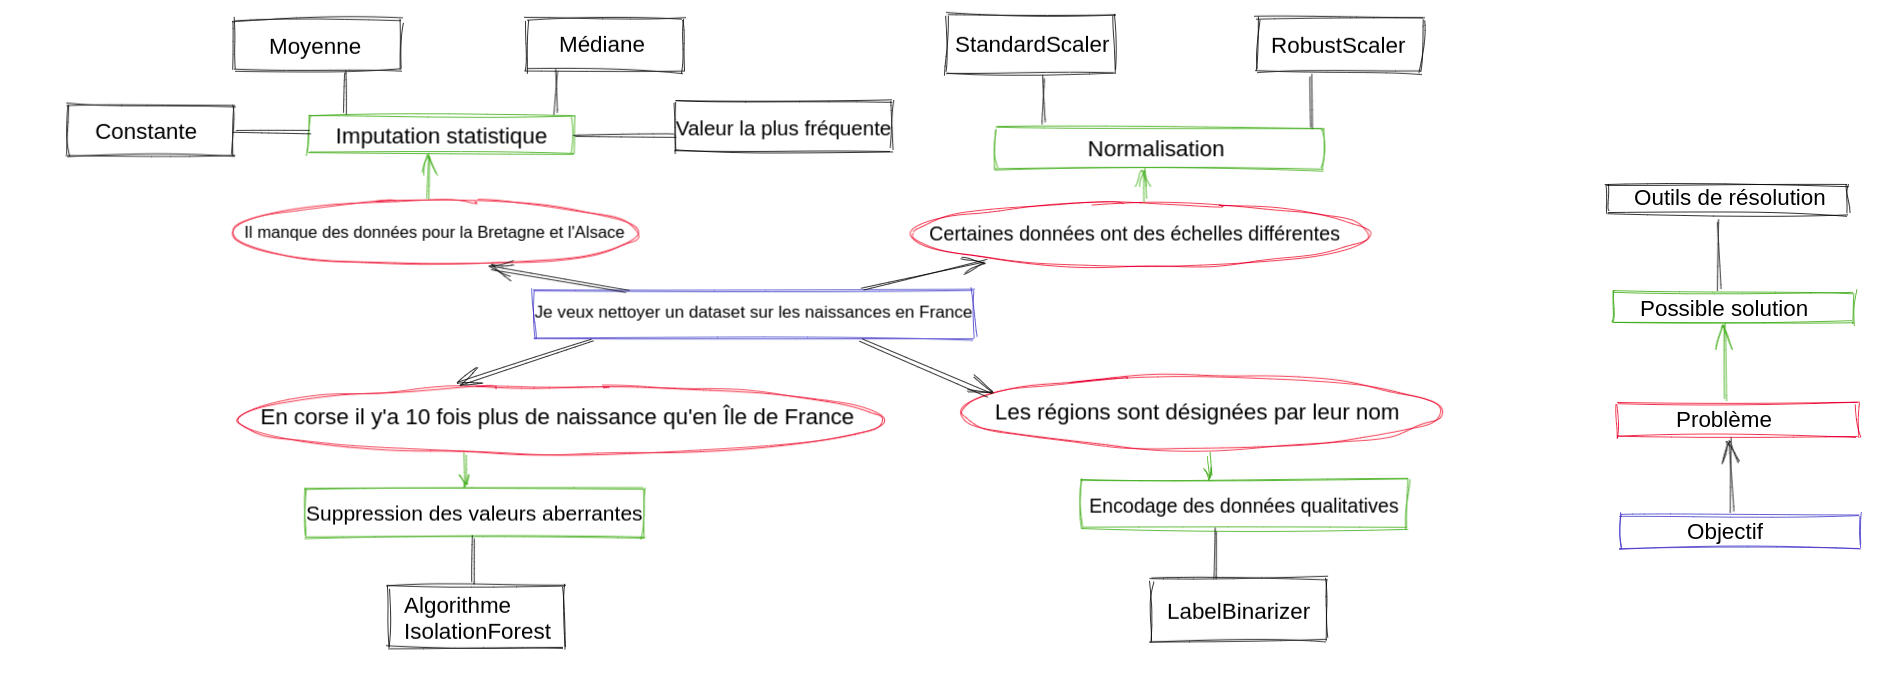 Moyenne
Médiane
StandardScaler
RobustScaler
Constante
Imputation statistique
Valeur la plus fréquente
Normalisation
Il manque des données pour la Bretagne et l'Alsace
Certaines données ont des échelles différentes
Je veux nettoyer un dataset sur les naissances en France
En corse il y'a 10 fois plus de naissance qu'en Île de France
Les régions sont désignées par leur nom
Suppression des valeurs aberrantes
Encodage des données qualitatives
Algorithme
IsolationForest
LabelBinarizer
Outils de résolution
Possible solution
Problème
Objectif